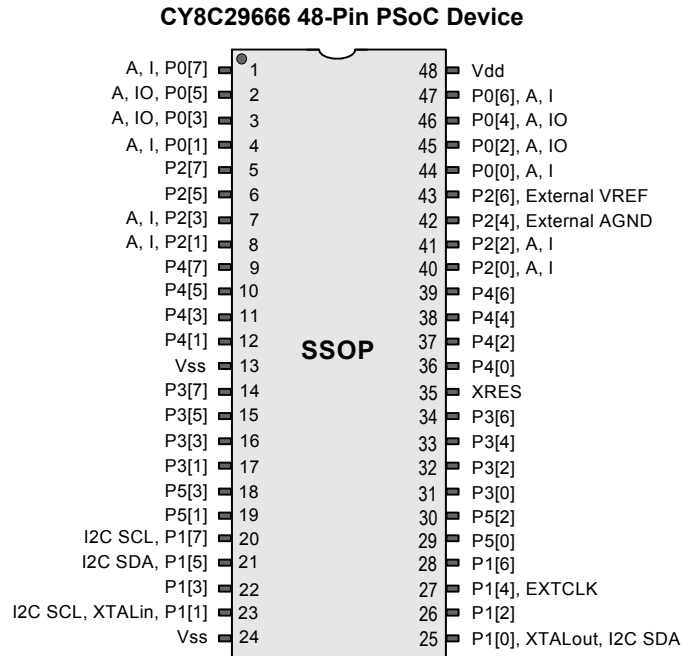 CY8C29666 48-Pin PSoC Device
A, I, P0[7] 1 48 Vdd
A, IO, P0[5] 2 47 P0[6], A, I
A, IO, P0[3] 3 46 P0[4], A, IO
A, I, P0[1] 4 45 P0[2], A, IO
P2[7] 5 44 P0[0], A, I
P2[5] 6 43 P2[6], External VREF
A, I, P2[3] 7 42 P2[4], External AGND
A, I, P2[1] 8 41 P2[2], A, I
P4[7] 9 40 P2[0], A, I
P4[5] 10 39 P4[6]
P4[3] 11 38 P4[4]
P4[1] 12 SSOP 37 P4[2]
Vss 13 36 P4[0]
P3[7] 14 35 XRES
P3[5] 15 34 P3[6]
P3[3] 16 33 P3[4]
P3[1] 17 32 P3[2]
P5[3] 18 31 P3[0]
P5[1] 19 30 P5[2]
I2C SCL, P1[7] 20 29 P5[0]
I2C SDA, P1[5] 21 28 P1[6]
P1[3] 22 27 P1[4], EXTCLK
I2C SCL, XTALin, P1[1] 23 26 P1[2]
Vss 24 25 P1[0], XTALout, I2C SDA